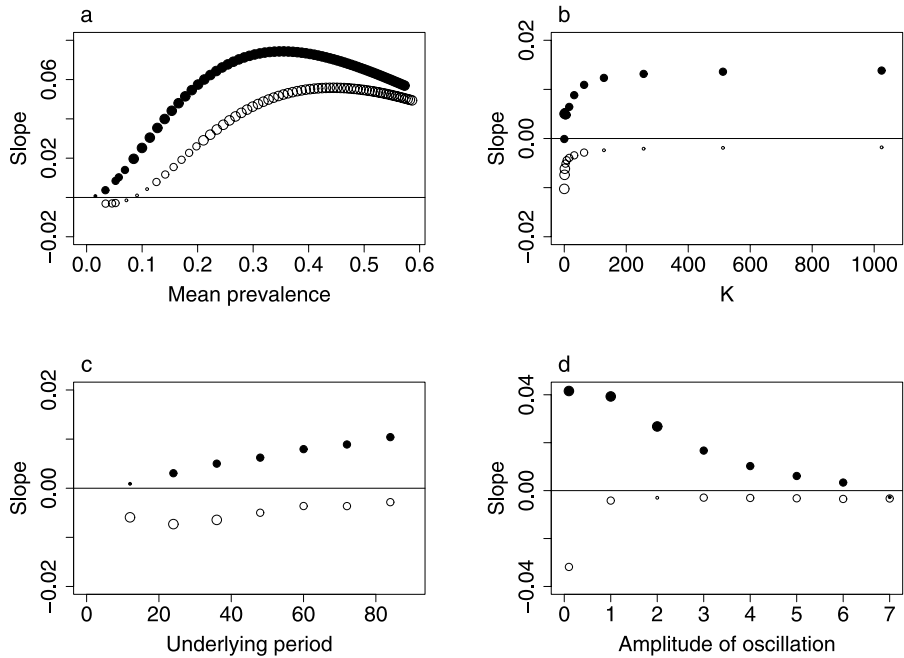 a
Slope
−0.02 0.02 0.06
0.0 0.1 0.2 0.3 0.4 0.5 0.6
Mean prevalence
b
Slope
−0.02 0.00 0.02
0 200 400 600 800 1000
K
c
Slope
−0.02 0.00 0.02
0 20 40 60 80
Underlying period
d
Slope
−0.04 0.00 0.04
0 1 2 3 4 5 6 7
Amplitude of oscillation